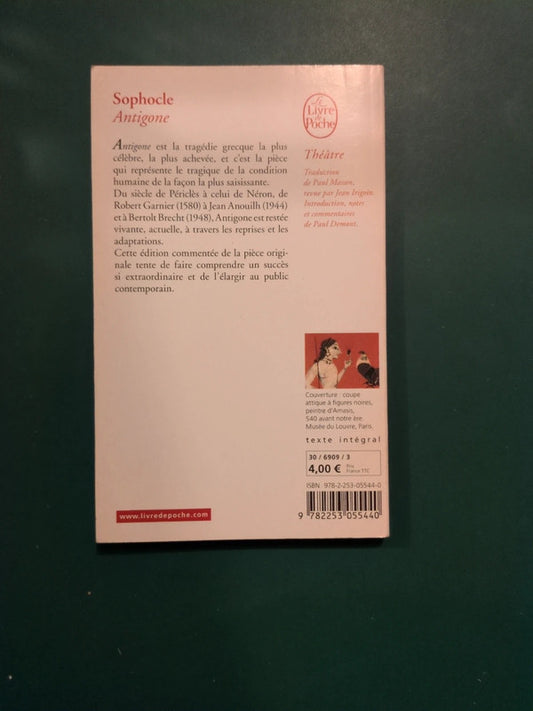 Sophocle
Antigone
Antigone est la tragédie grecque la plus
célèbre, la plus achevée, et c'est la pièce
qui représente le tragique de la condition
humaine de la façon la plus saisissante.
Du siècle de Périclès à celui de Néron, de
Robert Garnier (1580) à Jean Anouilh (1944)
et à Bertolt Brecht (1948), Antigone est restée
vivante, actuelle, à travers les reprises et les
adaptations.
Cette édition commentée de la pièce origi-
nale tente de faire comprendre un succès
si extraordinaire et de l'élargir au public
contemporain.
www.livredepoche.com
Le
Livre
de
Poche
Théâtre
Traduction
de Paul Mazon,
revue par Jean Irigoin.
Introduction, notes
et commentaires
de Paul Demont.
Couverture : coupe
attique à figures noires,
peintre d'Amasis,
540 avant notre ère.
Musée du Louvre, Paris.
texte intégral
30 / 6909 / 3
4,00 € Prix
France TTC
ISBN 978-2-253-05544-0
9 782253 055440